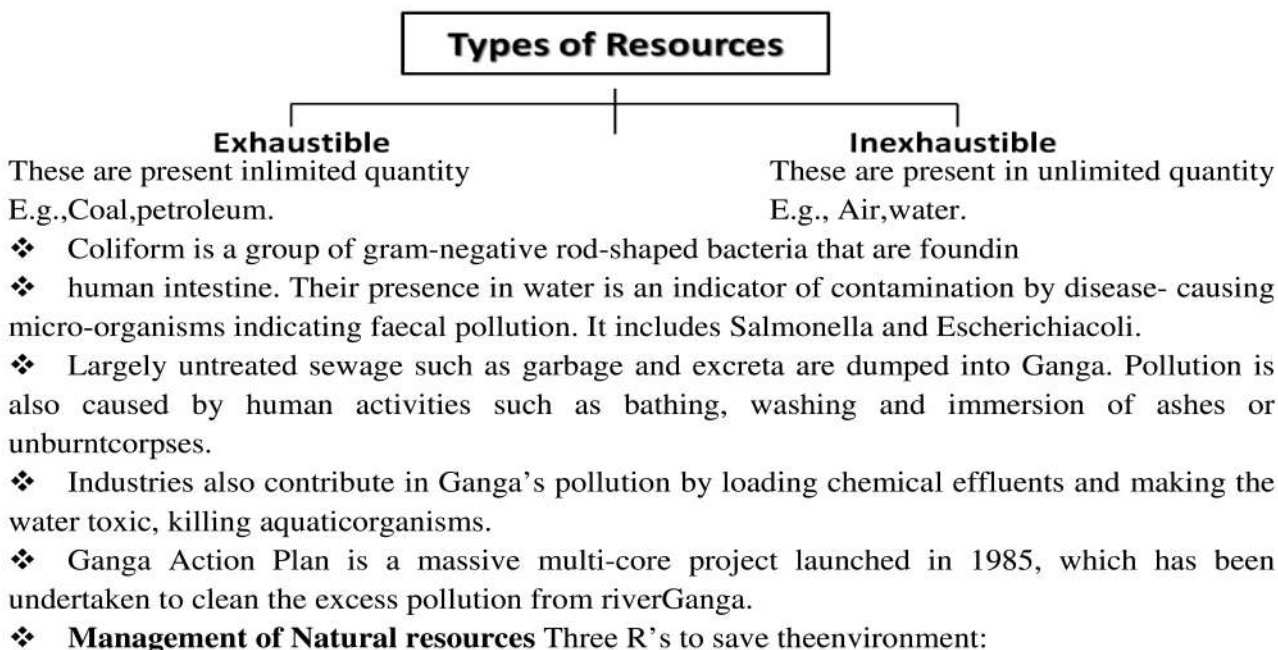 Types of Resources
Exhaustible
Inexhaustible
These are present inlimited quantity
These are present in unlimited quantity
E.g.,Coal,petroleum.
E.g., Air,water.
❖ Coliform is a group of gram-negative rod-shaped bacteria that are foundin
❖ human intestine. Their presence in water is an indicator of contamination by disease- causing
micro-organisms indicating faecal pollution. It includes Salmonella and Escherichiacoli.
❖ Largely untreated sewage such as garbage and excreta are dumped into Ganga. Pollution is
also caused by human activities such as bathing, washing and immersion of ashes or
unburntcorpses.
❖ Industries also contribute in Ganga’s pollution by loading chemical effluents and making the
water toxic, killing aquaticorganisms.
❖ Ganga Action Plan is a massive multi-core project launched in 1985, which has been
undertaken to clean the excess pollution from riverGanga.
❖ Management of Natural resources Three R’s to save theenvironment: